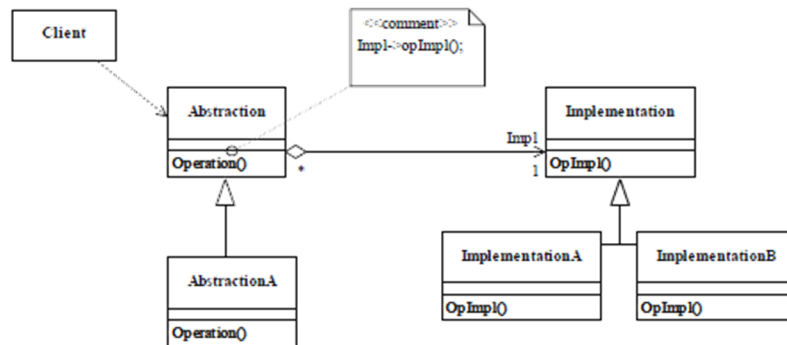 Client
<<comment>>
Impl->opImpl();
Abstraction
Operation()
*
Impl
1
Implementation
OpImpl()
AbstractionA
Operation()
ImplementationA
OpImpl()
ImplementationB
OpImpl()